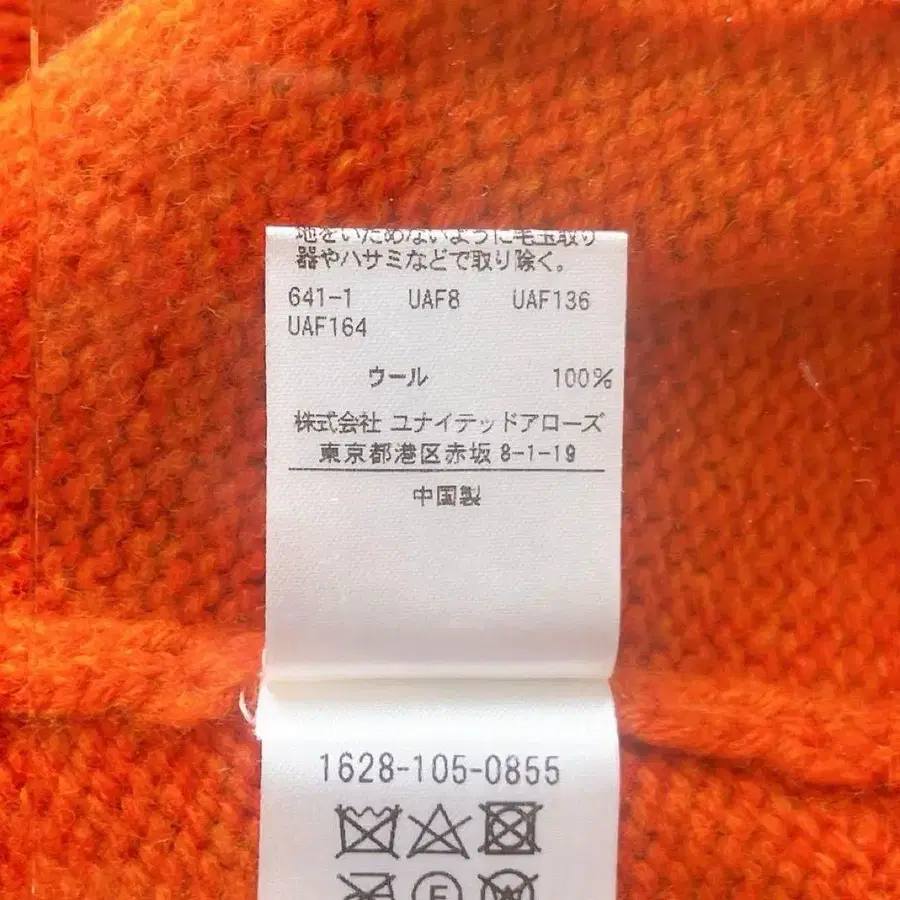 地をいためないように毛玉取り
器やハサミなどで取り除く。
641-1 UAF8 UAF136
UAF164
ウール 100%
株式会社 ユナイテッドアローズ
東京都港区赤坂 8-1-19
中国製
1628-105-0855